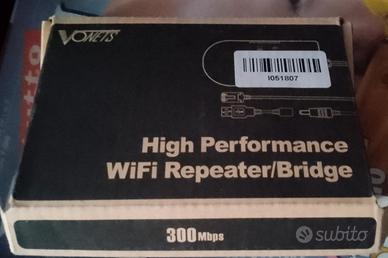 VONETS
I051807
High Performance
WiFi Repeater/Bridge
300Mbps
subito